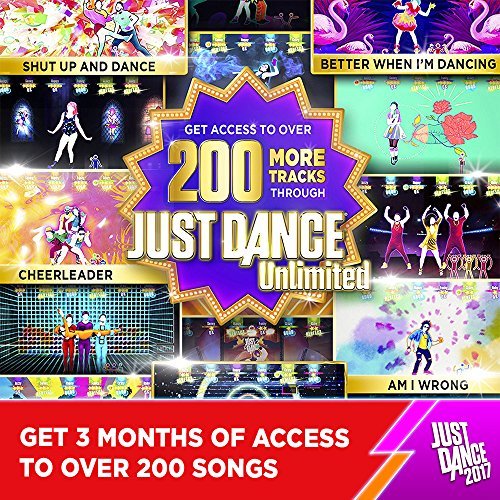 SHUT UP AND DANCE
BETTER WHEN I'M DANCING
GET ACCESS TO OVER
200 MORE
TRACKS
THROUGH
JUST DANCE
Unlimited
CHEERLEADER
AM I WRONG
GET 3 MONTHS OF ACCESS
TO OVER 200 SONGS
JUST
DANCE
2017